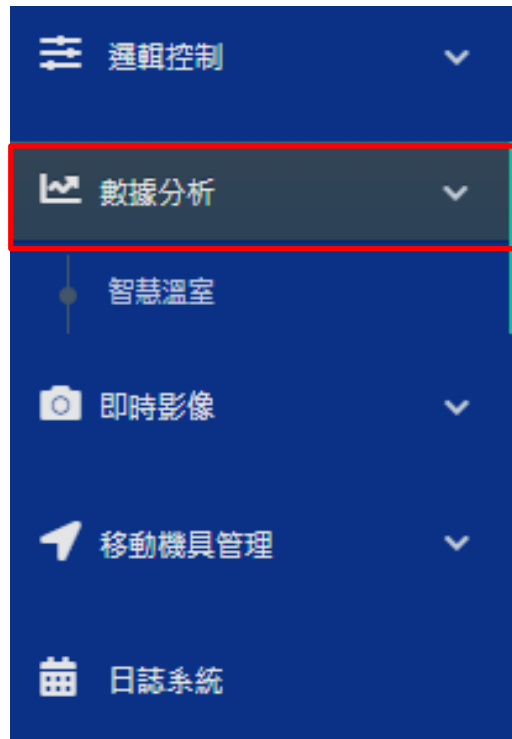 邏輯控制
數據分析
智慧溫室
即時影像
移動機具管理
日誌系統